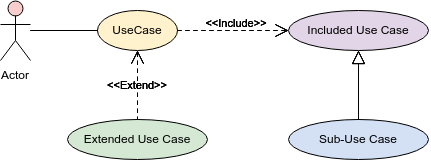 UseCase
<<Include>>
Included Use Case
Actor
<<Extend>>
Extended Use Case
Sub-Use Case